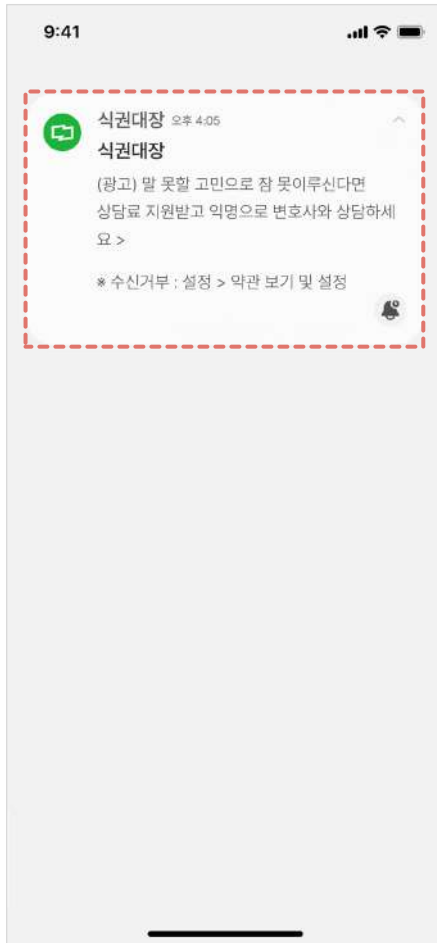 9:41
식권대장 오후 4:05
식권대장
(광고) 말 못할 고민으로 잠 못이루신다면
상담료 지원받고 익명으로 변호사와 상담하세
요 >
※ 수신거부 : 설정 > 약관 보기 및 설정